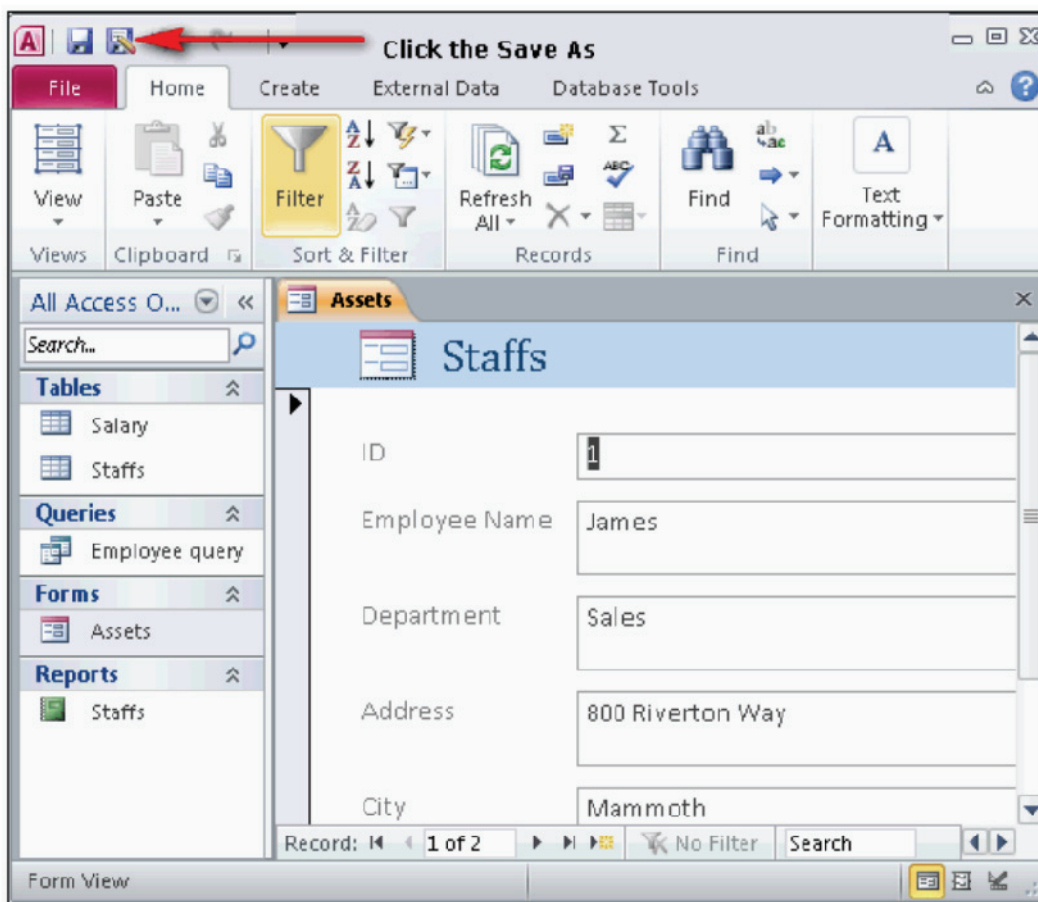 A
Click the Save As
File Home Create External Data Database Tools
View
Paste
Filter
Refresh All
ABC
Find
ab ac
A
Text Formatting
Views Clipboard Sort & Filter Records Find
All Access O...
Search...
Tables
Salary
Staffs
Queries
Employee query
Forms
Assets
Reports
Staffs
Assets
Staffs
ID 1
Employee Name James
Department Sales
Address 800 Riverton Way
City Mammoth
Record: 1 of 2 No Filter Search
Form View